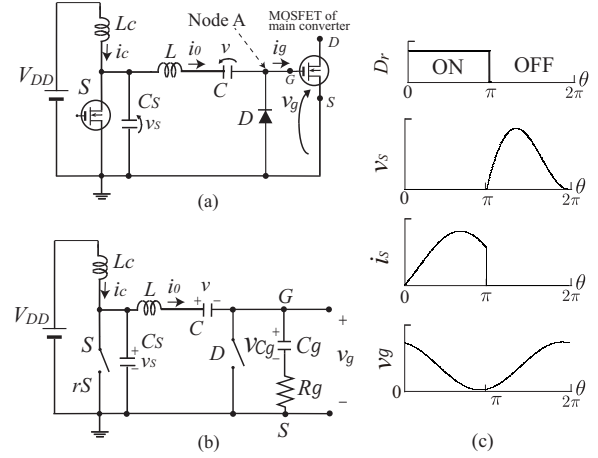 Node A
MOSFET of
main converter
Lc
ic
L
i0
v
ig
D
VDD
S
C
G
CS
vS
D
vg
S
(a)
Lc
ic
L
i0
v
+ −
C
G
+
VDD
S
CS
+
vS
−
D
vCg
+
−
Cg
vg
rS
Rg
−
S
(b)
Dr
ON
OFF
0
π
2π
θ
vs
π
2π
θ
is
0
π
2π
θ
vg
0
π
2π
θ
(c)